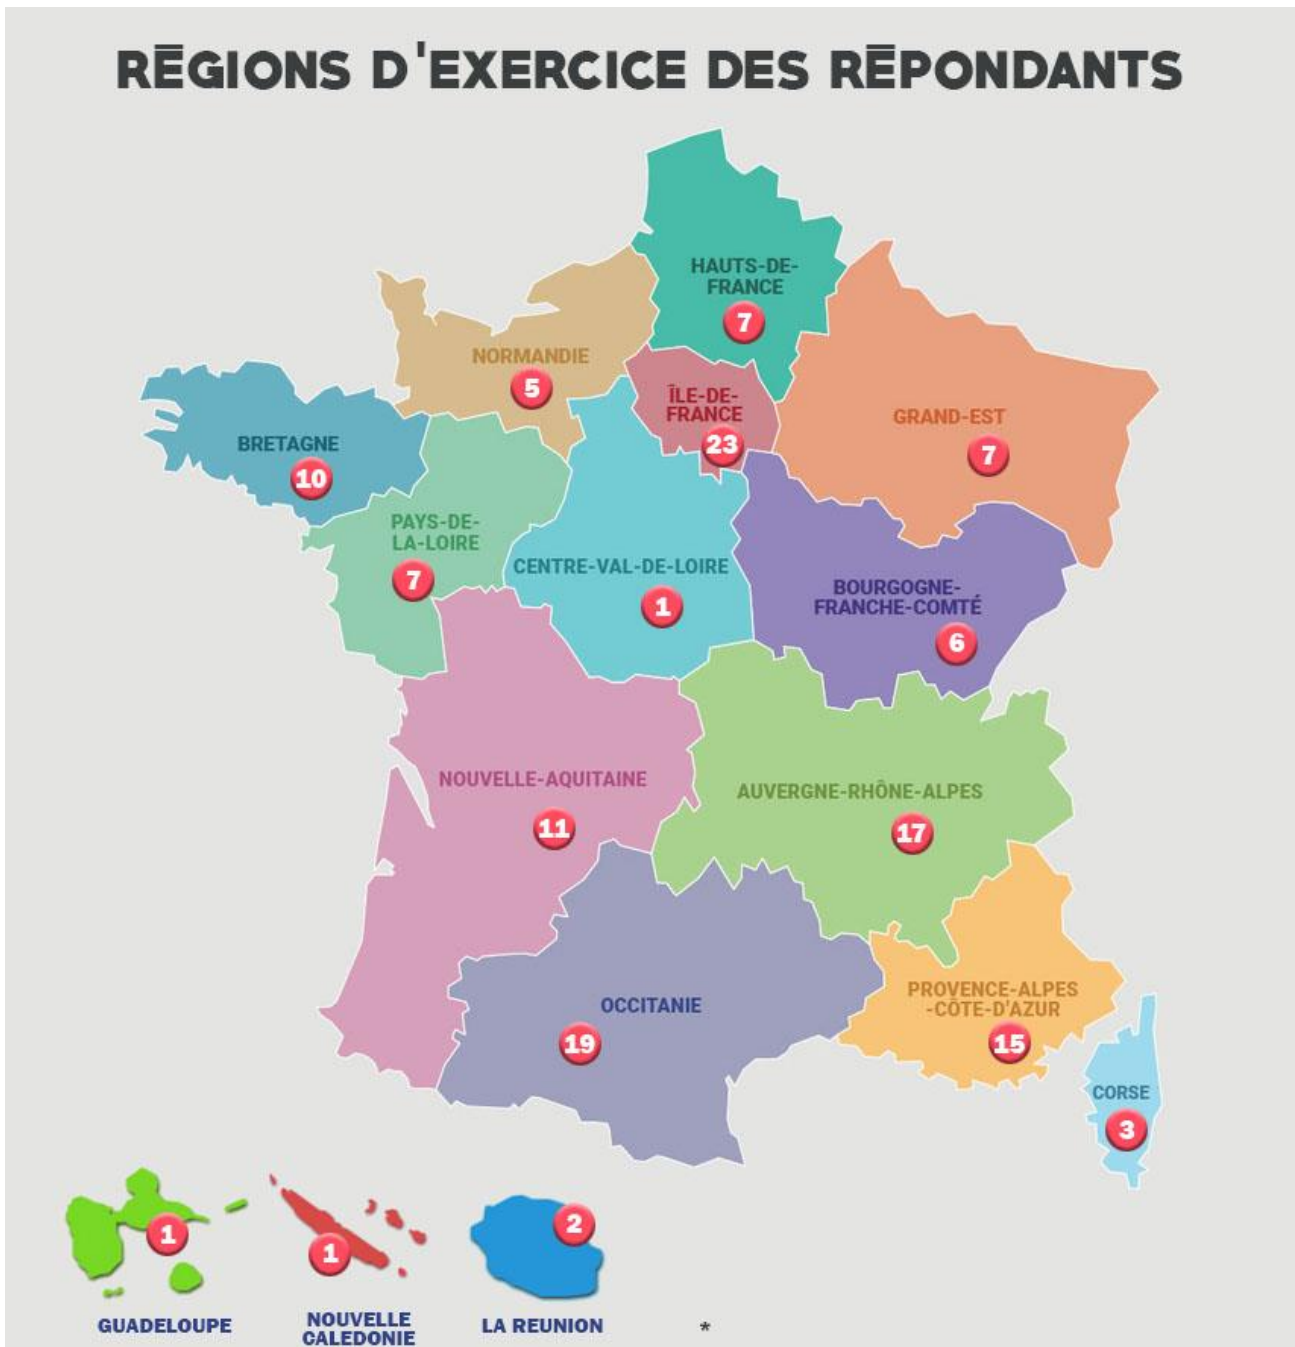 RÉGIONS D'EXERCICE DES RÉPONDANTS
HAUTS-DE-
FRANCE
7
NORMANDIE
5
ÎLE-DE-
FRANCE
23
GRAND-EST
7
BRETAGNE
10
PAYS-DE-
LA-LOIRE
7
CENTRE-VAL-DE-LOIRE
1
BOURGOGNE-
FRANCHE-COMTÉ
6
NOUVELLE-AQUITAINE
11
AUVERGNE-RHÔNE-ALPES
17
OCCITANIE
19
PROVENCE-ALPES
-CÔTE-D'AZUR
15
CORSE
3
1
GUADELOUPE
1
NOUVELLE
CALEDONIE
2
LA REUNION
*